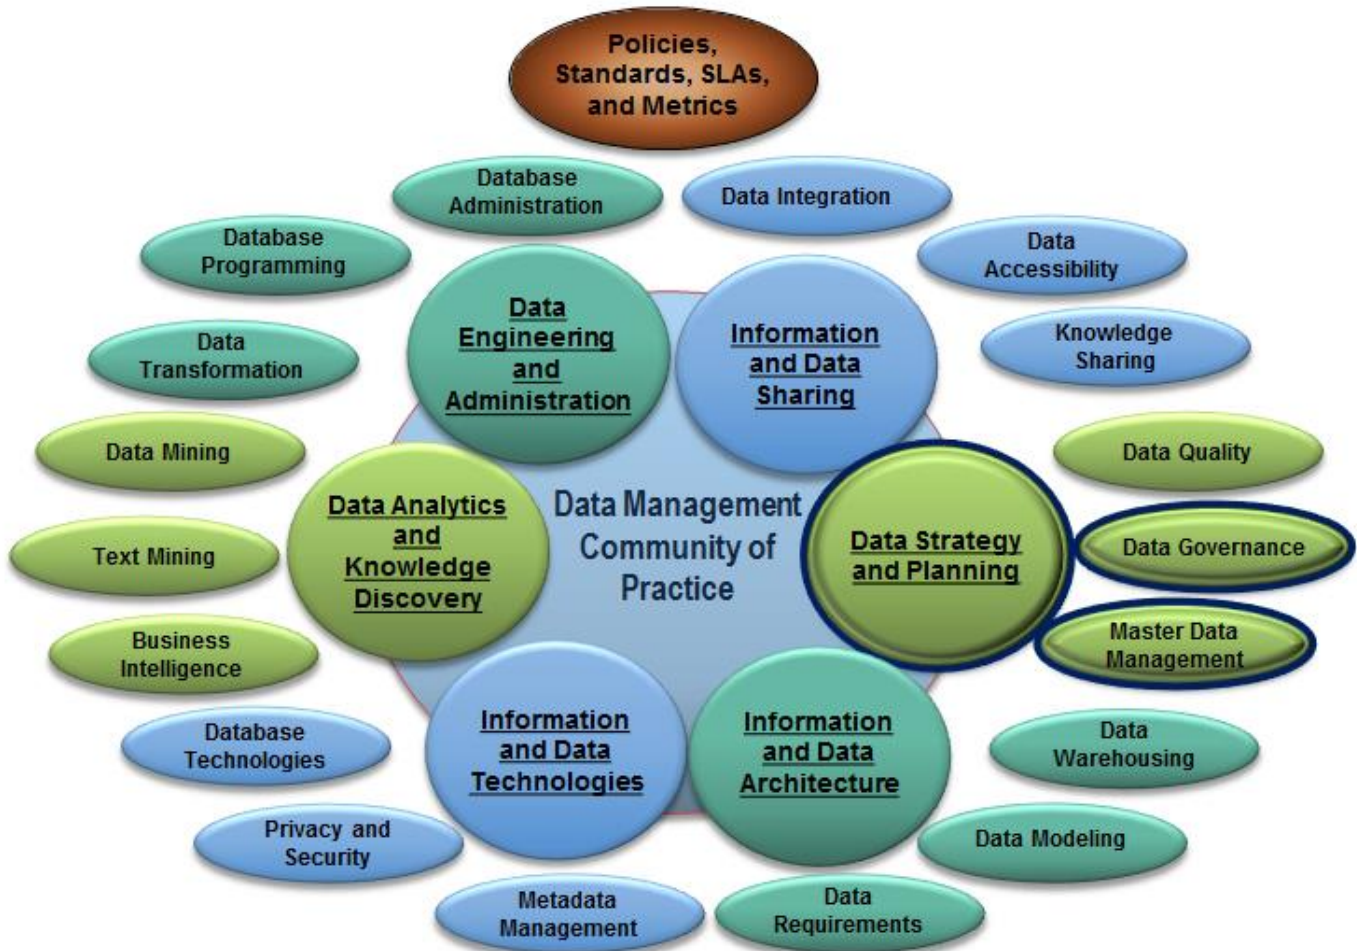 Policies,
Standards, SLAs,
and Metrics
Database
Administration
Data Integration
Database
Programming
Data
Accessibility
Data
Engineering
and
Administration
Information
and Data
Sharing
Data
Transformation
Knowledge
Sharing
Data Mining
Data Quality
Data Analytics
and
Knowledge
Discovery
Data Management
Community of
Practice
Data Strategy
and Planning
Text Mining
Data Governance
Business
Intelligence
Master Data
Management
Information
and Data
Technologies
Information
and Data
Architecture
Database
Technologies
Data
Warehousing
Privacy and
Security
Data Modeling
Metadata
Management
Data
Requirements